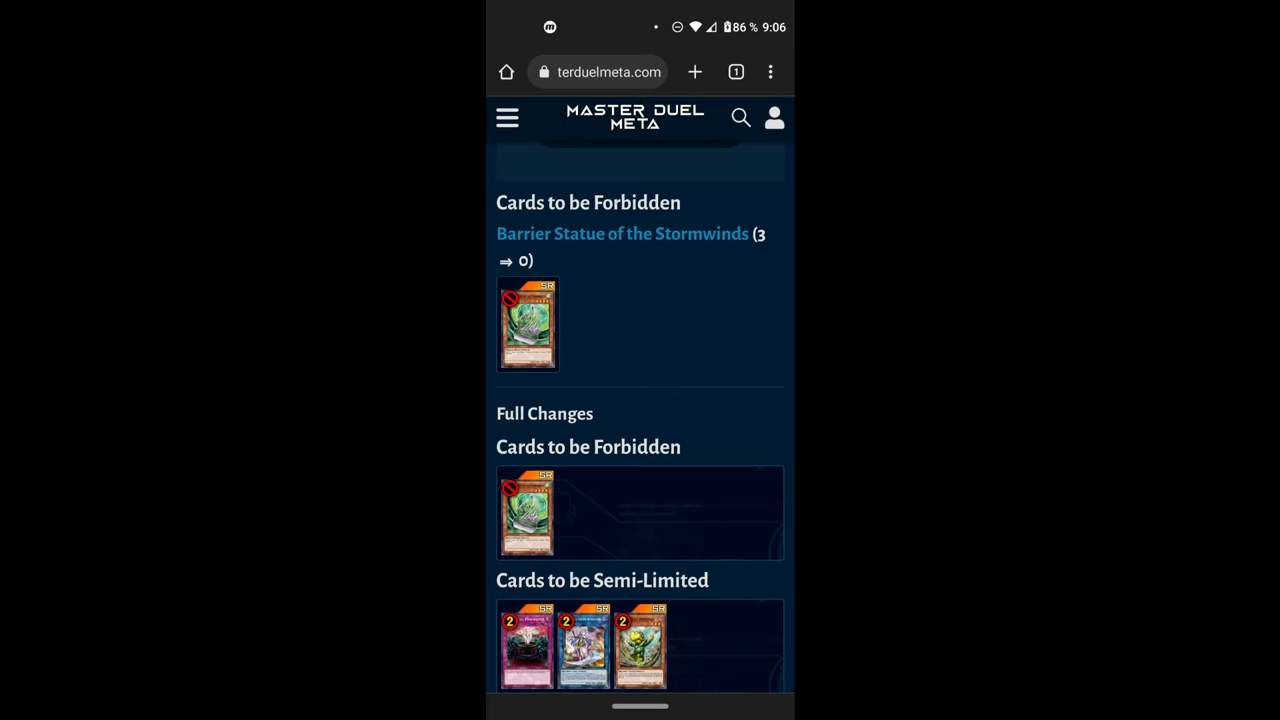 86 % 9:06
terduelmeta.com
1
MASTER DUEL
META
Cards to be Forbidden
Barrier Statue of the Stormwinds (3
⇒ 0)
SR
Full Changes
Cards to be Forbidden
SR
Cards to be Semi-Limited
SR SR SR
2 2 2